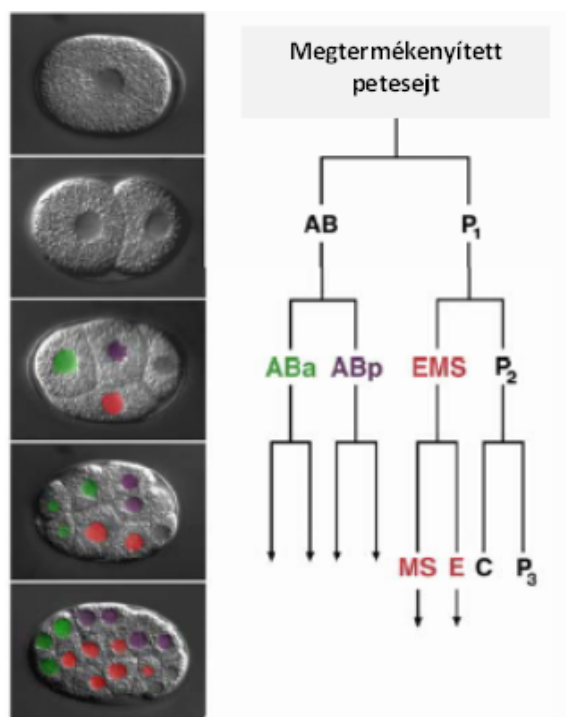 Megtermékenyített
petesejt
AB P₁
ABa ABp EMS P₂
MS E C P₃